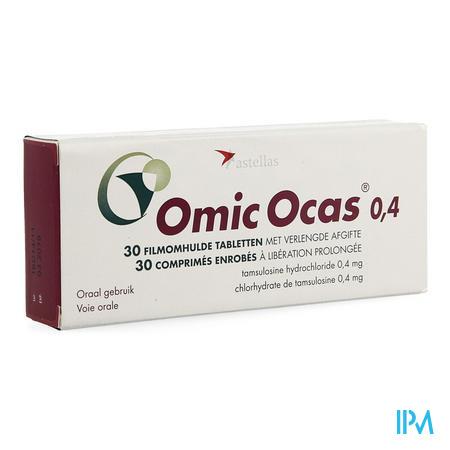 astellas
Omic Ocas® 0,4
30 FILMOMHULDE TABLETTEN MET VERLENGDE AFGIFTE
30 COMPRIMÉS ENROBÉS À LIBÉRATION PROLONGÉE
tamsulosine hydrochloride 0,4 mg
chlorhydrate de tamsulosine 0,4 mg
Oraal gebruik
Voie orale
IPM